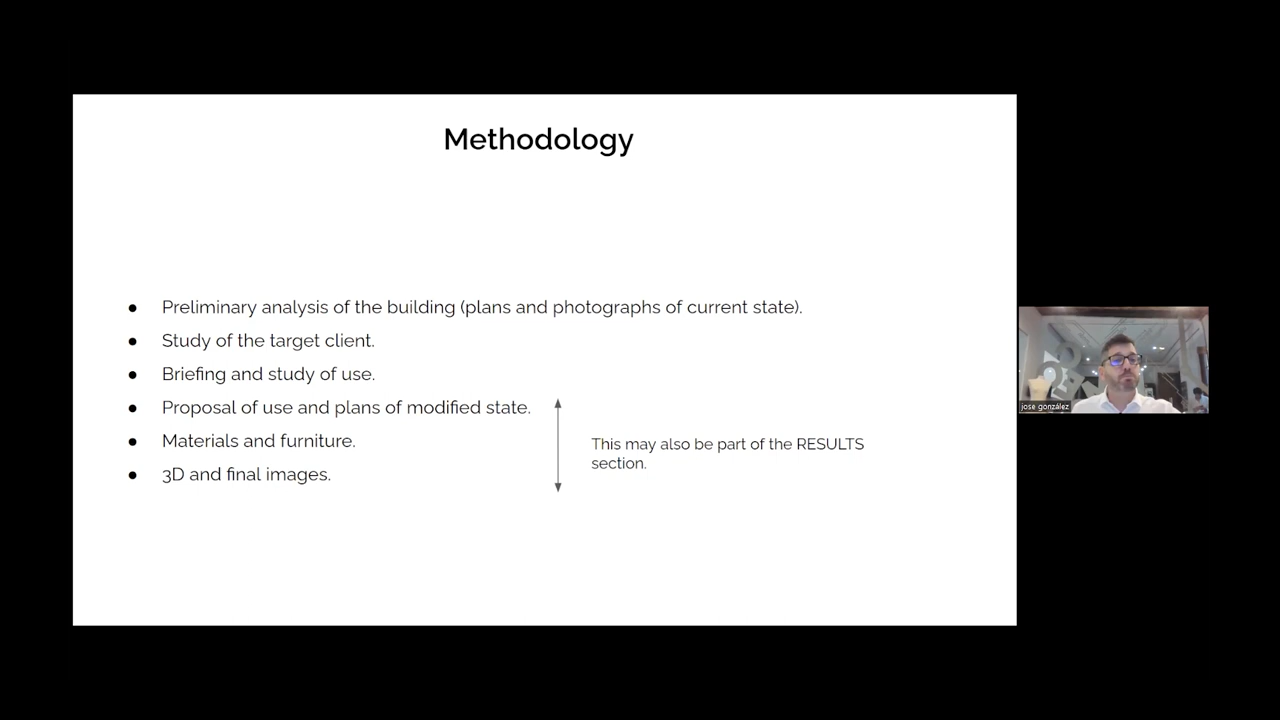 Methodology
● Preliminary analysis of the building (plans and photographs of current state).
● Study of the target client.
● Briefing and study of use.
● Proposal of use and plans of modified state.
● Materials and furniture.
● 3D and final images.
This may also be part of the RESULTS
section.
jose gonzález